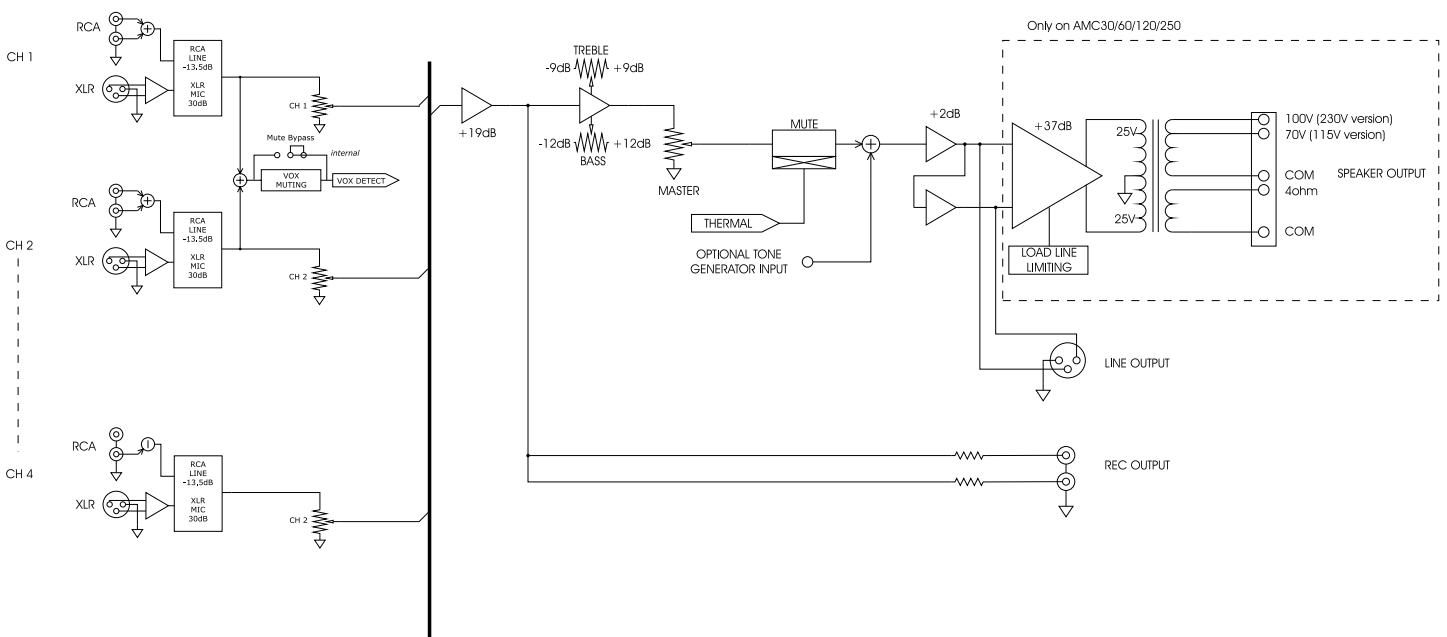 Only on AMC30/60/120/250
CH 1
RCA
XLR
RCA
LINE
-13.5dB
XLR
MIC
30dB
CH 1
Mute Bypass
internal
VOX
MUTING
VOX DETECT
CH 2
RCA
XLR
RCA
LINE
-13.5dB
XLR
MIC
30dB
CH 2
CH 4
RCA
XLR
RCA
LINE
-13,5dB
XLR
MIC
30dB
CH 2
+19dB
TREBLE
-9dB +9dB
-12dB +12dB
BASS
MASTER
MUTE
THERMAL
OPTIONAL TONE
GENERATOR INPUT
+2dB
+37dB
25V
25V
LOAD LINE
LIMITING
100V (230V version)
70V (115V version)
COM
4ohm
COM
SPEAKER OUTPUT
LINE OUTPUT
REC OUTPUT